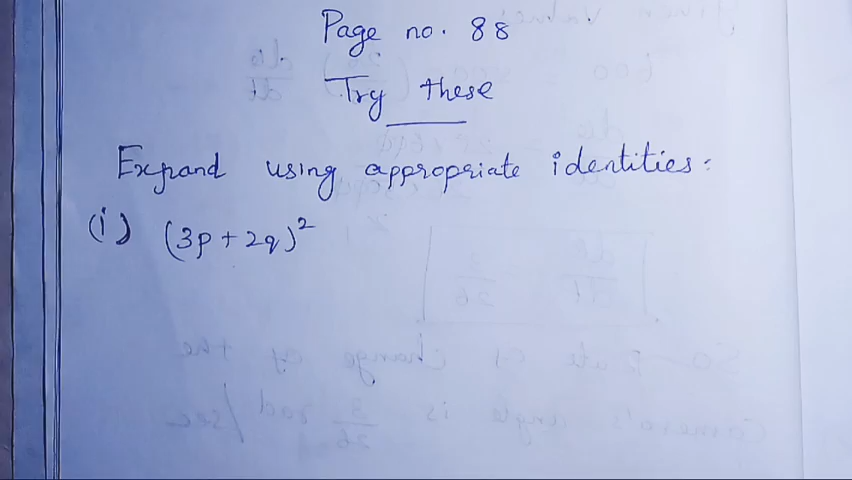 Page no. 88
Try these
Expand using appropriate identities:
(i) (3p + 2q)²